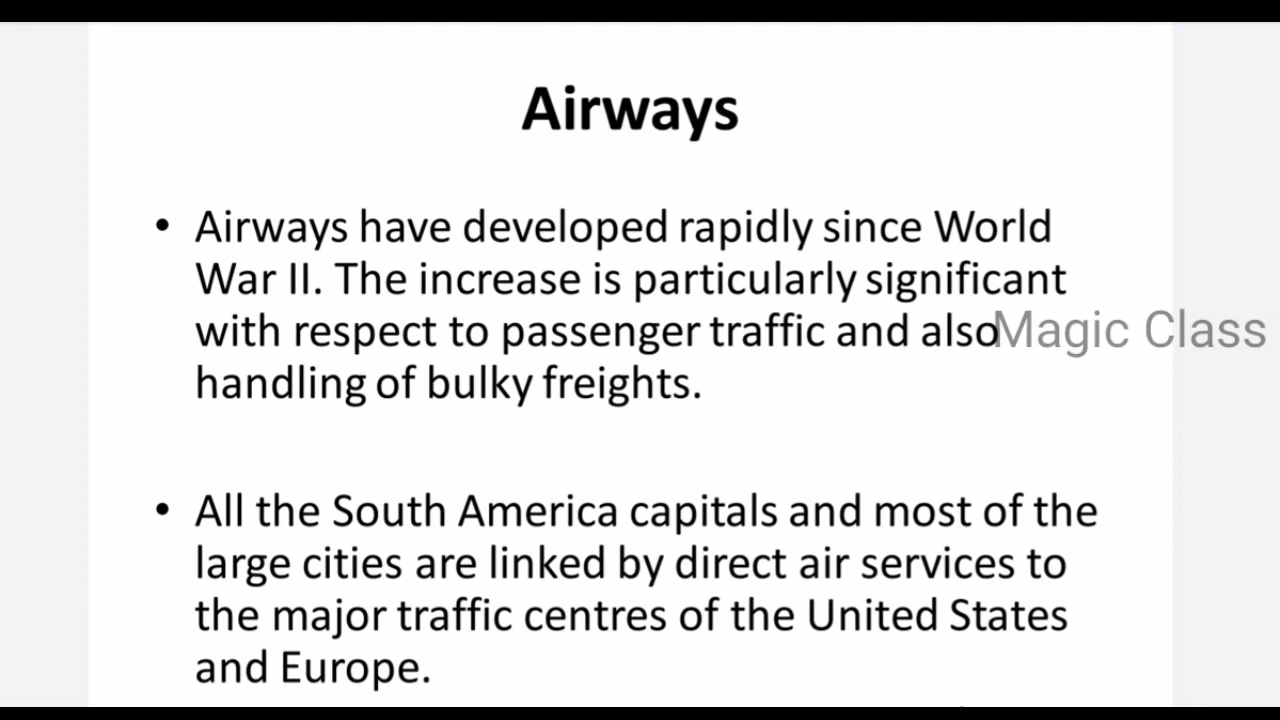 Airways
• Airways have developed rapidly since World
War II. The increase is particularly significant
with respect to passenger traffic and also
Magic Class
handling of bulky freights.
• All the South America capitals and most of the
large cities are linked by direct air services to
the major traffic centres of the United States
and Europe.